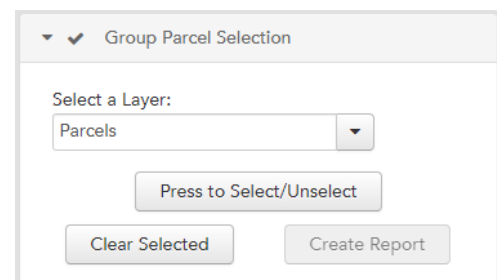 Group Parcel Selection
Select a Layer:
Parcels
Press to Select/Unselect
Clear Selected Create Report